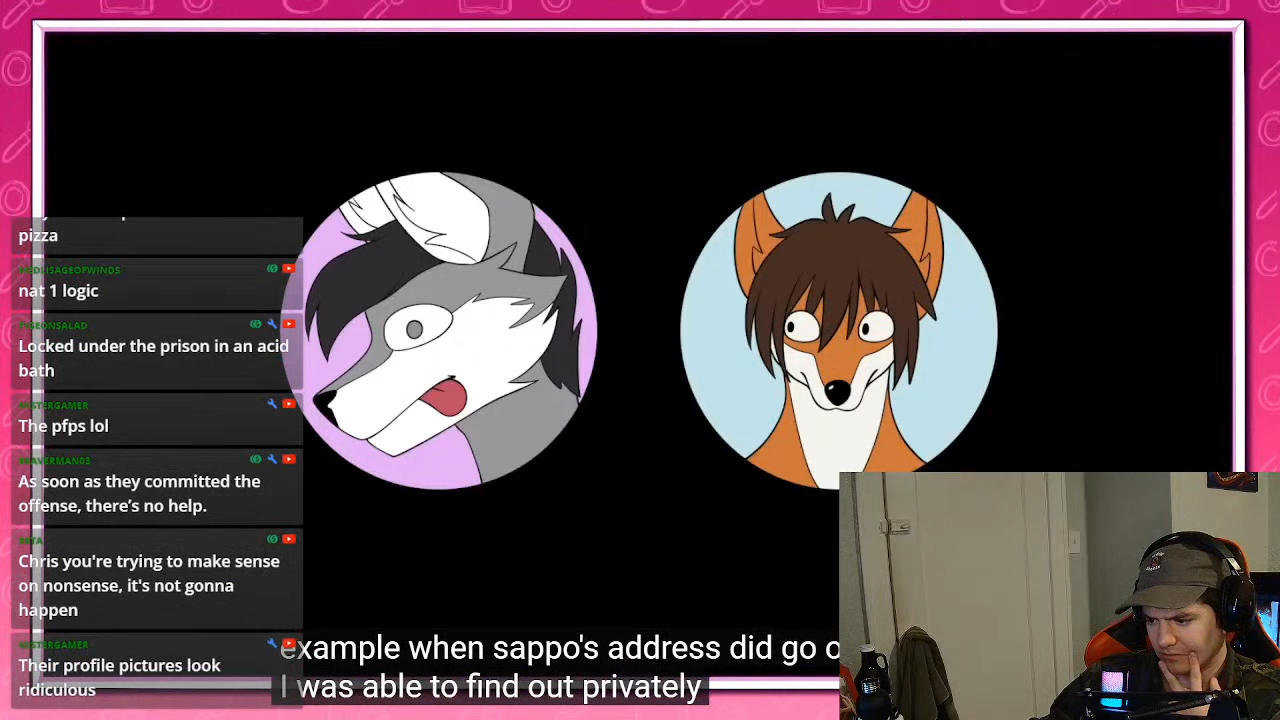 pizza
nat 1 logic
Locked under the prison in an acid
bath
The pfps lol
As soon as they committed the
offense, there's no help.
Chris you're trying to make sense
on nonsense, it's not gonna
happen
Their profile pictures look
ridiculous
example when sappo's address did go o
I was able to find out privately